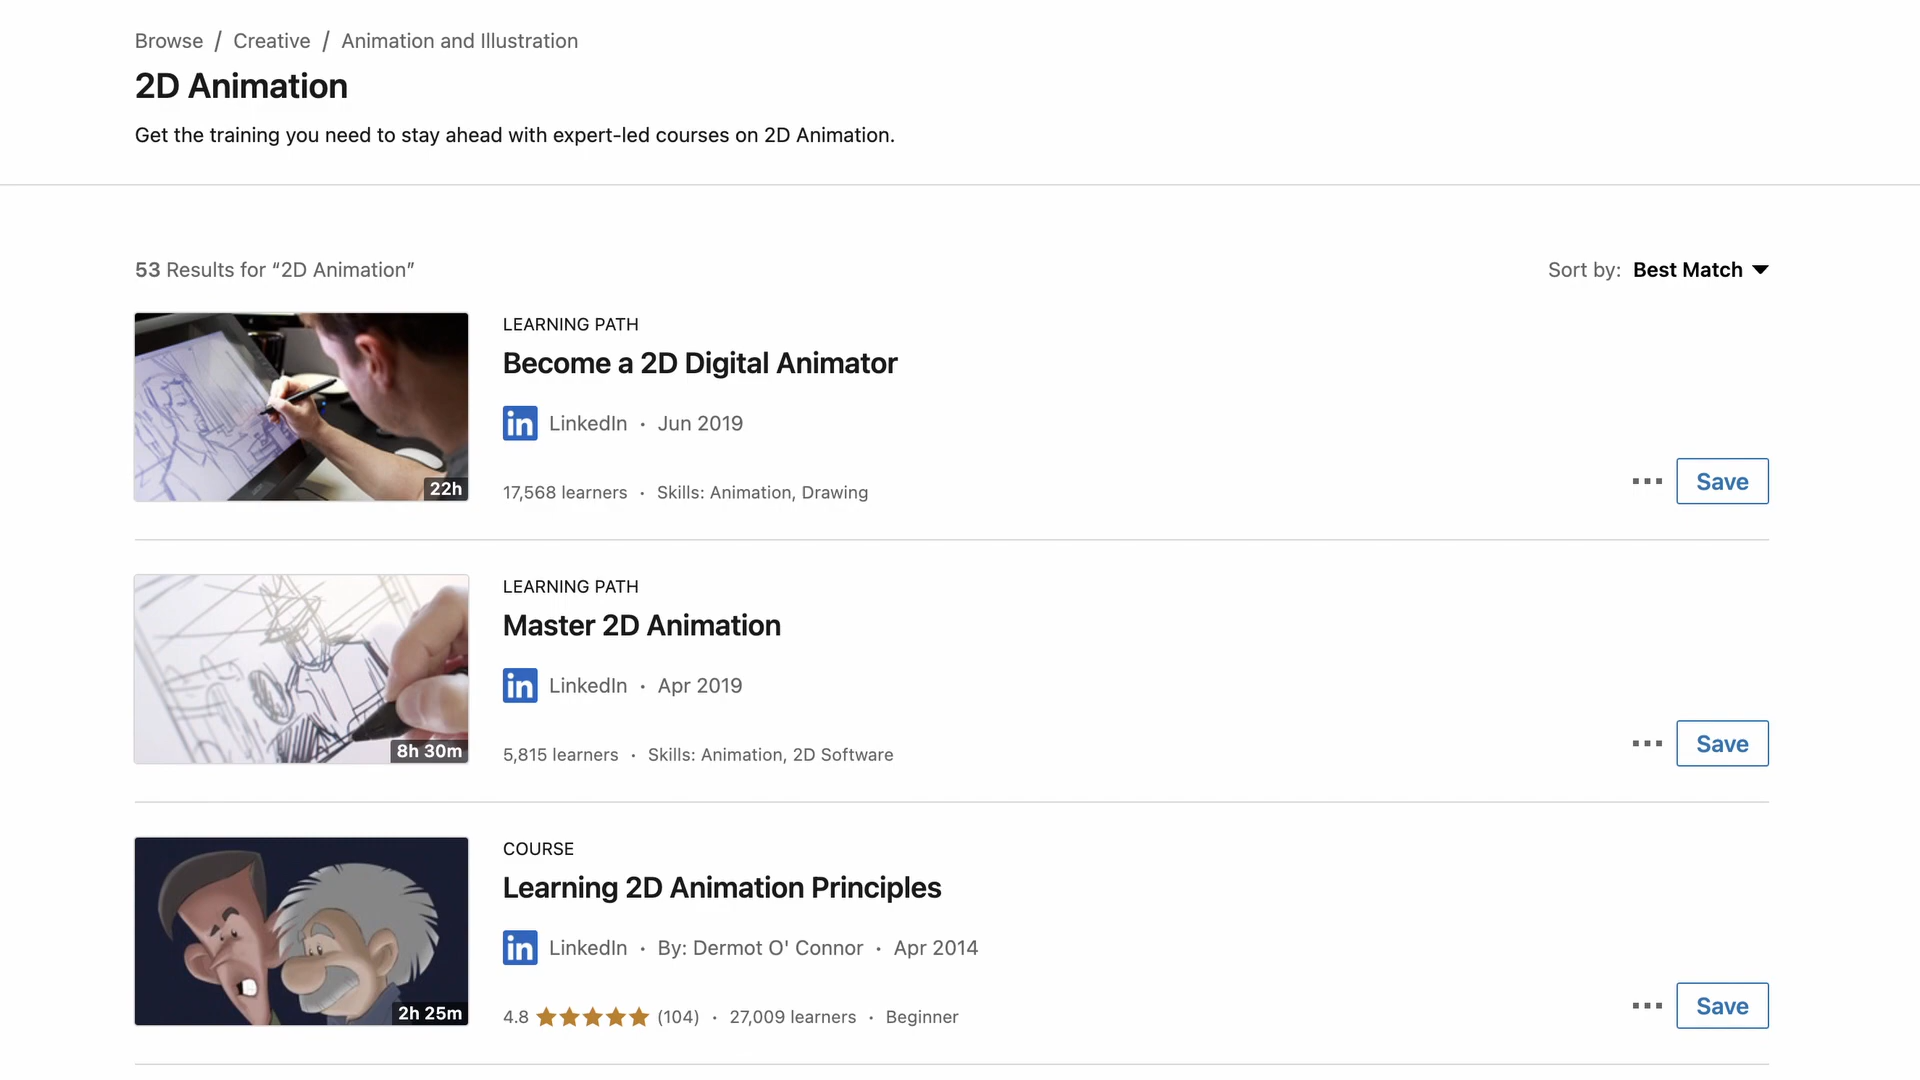 Browse / Creative / Animation and Illustration
2D Animation
Get the training you need to stay ahead with expert-led courses on 2D Animation.
53 Results for “2D Animation”
Sort by: Best Match
22h
LEARNING PATH
Become a 2D Digital Animator
in LinkedIn · Jun 2019
17,568 learners · Skills: Animation, Drawing
Save
8h 30m
LEARNING PATH
Master 2D Animation
in LinkedIn · Apr 2019
5,815 learners · Skills: Animation, 2D Software
Save
2h 25m
COURSE
Learning 2D Animation Principles
in LinkedIn · By: Dermot O' Connor · Apr 2014
4.8 (104) · 27,009 learners · Beginner
Save